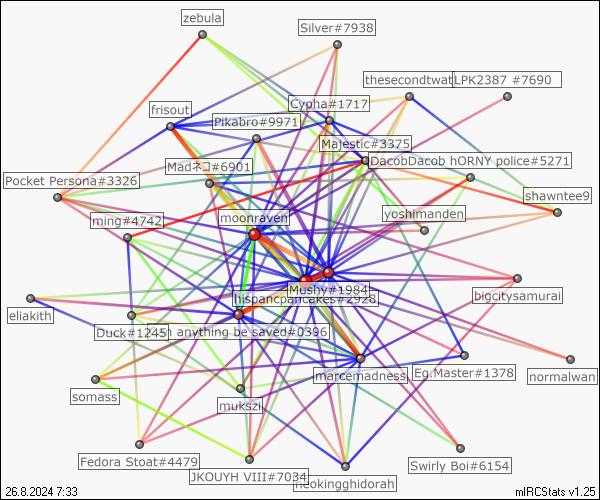 zebula
Silver#7938
thesecondtwat
LPK2387 #7690
Cypha#1717
frisout
Pikabro#9971
Majestic#3375
Dacobacob hORNY police#5271
Madネコ#6901
Pocket Persona#3326
shawntee9
yoshimanden
moonraven
ming#4742
Mushy#1984
bigcitysamurai
hispancpancakes#2928
eliakith
Duck#1245
n anything be saved#0396
marcemadness
Eg.Master#1378
normalwan
somass
mukszi
Fedora Stoat#4479
Swirly Boi#6154
JKOUYH VIII#7034
neokingghidorah
26.8.2024 7:33
mIRCStats v1.25